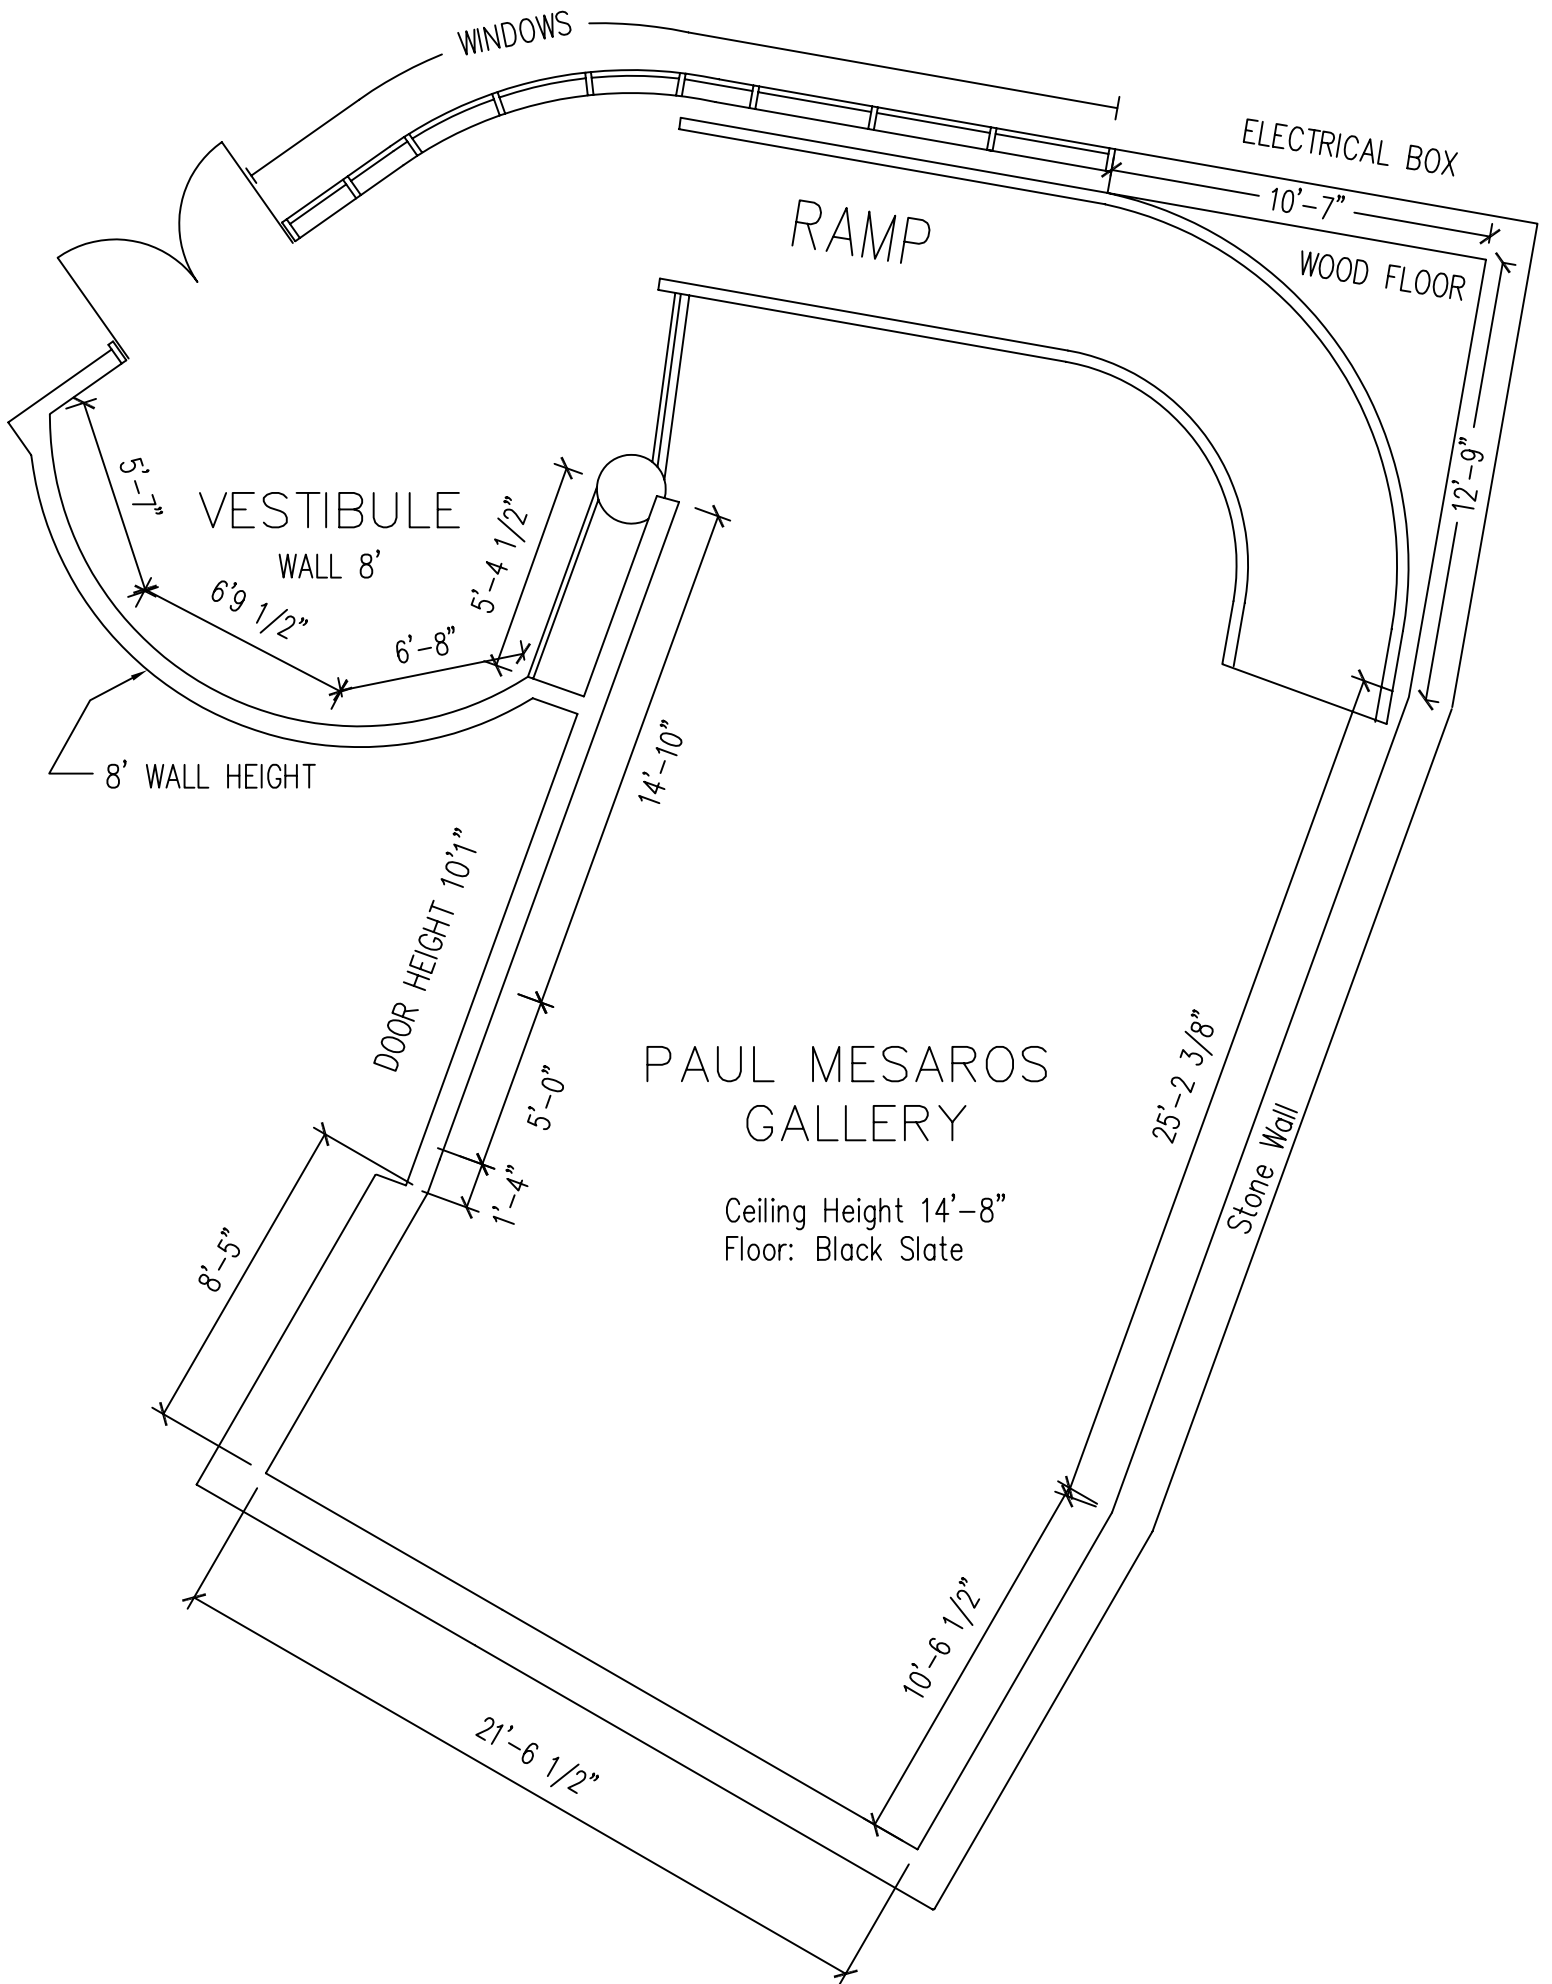 WINDOWS
ELECTRICAL BOX
10'-7"
RAMP
WOOD FLOOR
12'-9"
5'-7"
VESTIBULE
WALL 8'
5'-4 1/2"
6'9 1/2"
6'-8"
8' WALL HEIGHT
14'-10"
DOOR HEIGHT 10'1"
PAUL MESAROS
GALLERY
25'-2 3/8"
5'-0"
Stone Wall
1'-4"
Ceiling Height 14'-8"
Floor: Black Slate
8'-5"
10'-6 1/2"
21'-6 1/2"